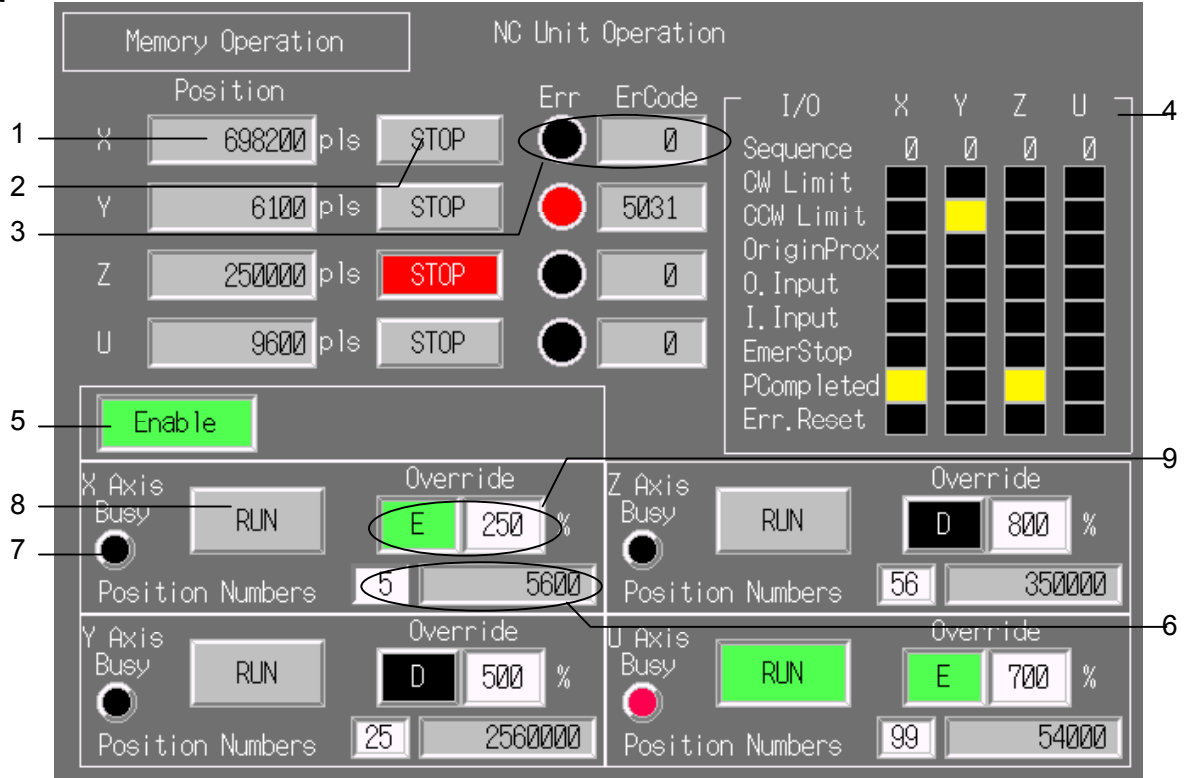 Memory Operation NC Unit Operation
Position Err ErCode
1 X 698200 pls STOP 0
2 Y 6100 pls STOP 5031
3 Z 250000 pls STOP 0
U 9600 pls STOP 0
I/O X Y Z U 4
Sequence 0 0 0 0
CW Limit
CCW Limit
OriginProx
O.Input
I.Input
EmerStop
PCompleted
Err.Reset
5 Enable
9
X Axis Override
8 Busy RUN E 250 %
7
Position Numbers 5 5600
Z Axis Override
Busy RUN D 800 %
Position Numbers 56 350000
6
Y Axis Override
Busy RUN D 500 %
Position Numbers 25 2560000
U Axis Override
Busy RUN E 700 %
Position Numbers 99 54000